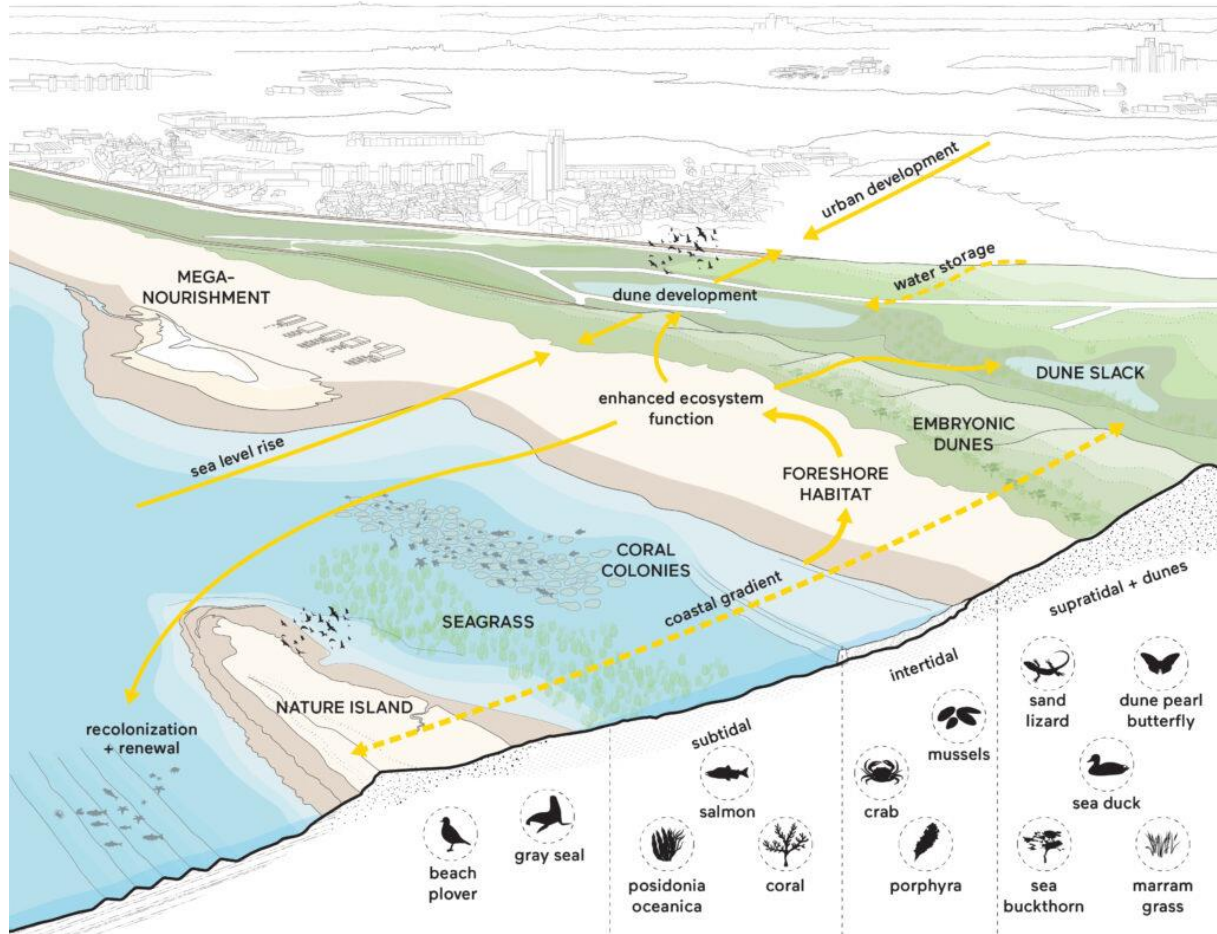 urban development
water storage
MEGA-
NOURISHMENT
dune development
DUNE SLACK
enhanced ecosystem
function
EMBRYONIC
DUNES
sea level rise
FORESHORE
HABITAT
CORAL
COLONIES
coastal gradient
SEAGRASS
supratidal + dunes
intertidal
NATURE ISLAND
recolonization
+ renewal
subtidal
sand
lizard
dune pearl
butterfly
mussels
salmon
crab
sea duck
beach
plover
gray seal
posidonia
oceanica
coral
porphyra
sea
buckthorn
marram
grass